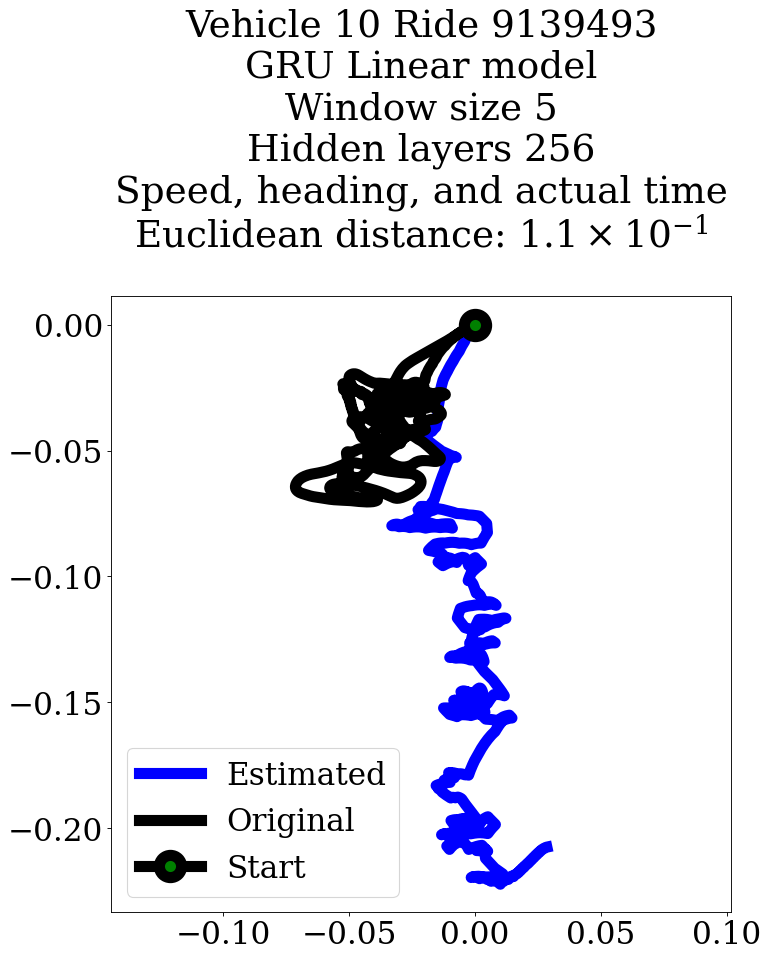 Vehicle 10 Ride 9139493
GRU Linear model
Window size 5
Hidden layers 256
Speed, heading, and actual time
Euclidean distance: 1.1 × 10⁻¹
0.00
−0.05
−0.10
−0.15
−0.20
Estimated
Original
Start
−0.10 −0.05 0.00 0.05 0.10